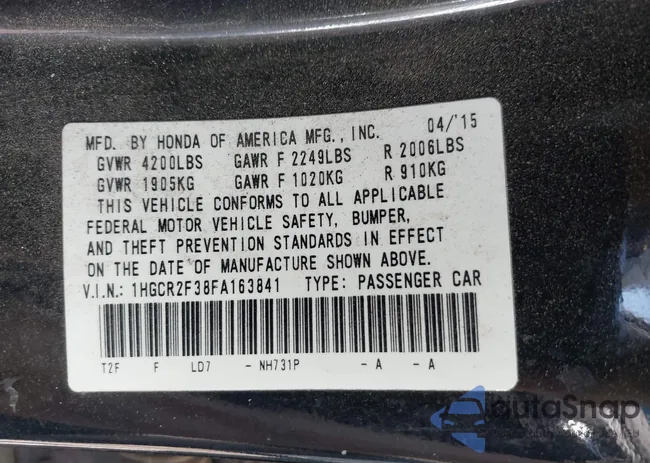 MFD. BY HONDA OF AMERICA MFG., INC. 04/'15
GVWR 4200LBS GAWR F 2249LBS R 2006LBS
GVWR 1905KG GAWR F 1020KG R 910KG
THIS VEHICLE CONFORMS TO ALL APPLICABLE
FEDERAL MOTOR VEHICLE SAFETY, BUMPER,
AND THEFT PREVENTION STANDARDS IN EFFECT
ON THE DATE OF MANUFACTURE SHOWN ABOVE.
V.I.N.: 1HGCR2F38FA163841 TYPE: PASSENGER CAR
T2F F LD7 - NH731P - A - A
autaSnap